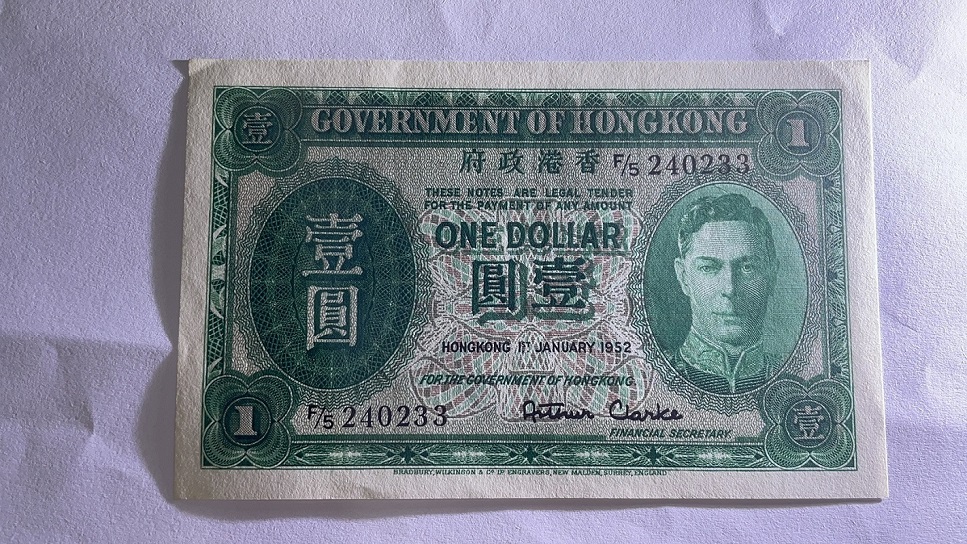 壹 GOVERNMENT OF HONGKONG 1
府政港香 F/5 240233
THESE NOTES ARE LEGAL TENDER
FOR THE PAYMENT OF ANY AMOUNT
ONE DOLLAR
圓壹
壹
圓
HONGKONG 1ST JANUARY 1952
FOR THE GOVERNMENT OF HONGKONG.
1 F/5 240233 Arthur Clarke 壹
FINANCIAL SECRETARY.
BRADBURY, WILKINSON & Co. LD. ENGRAVERS, NEW MALDEN, SURREY, ENGLAND